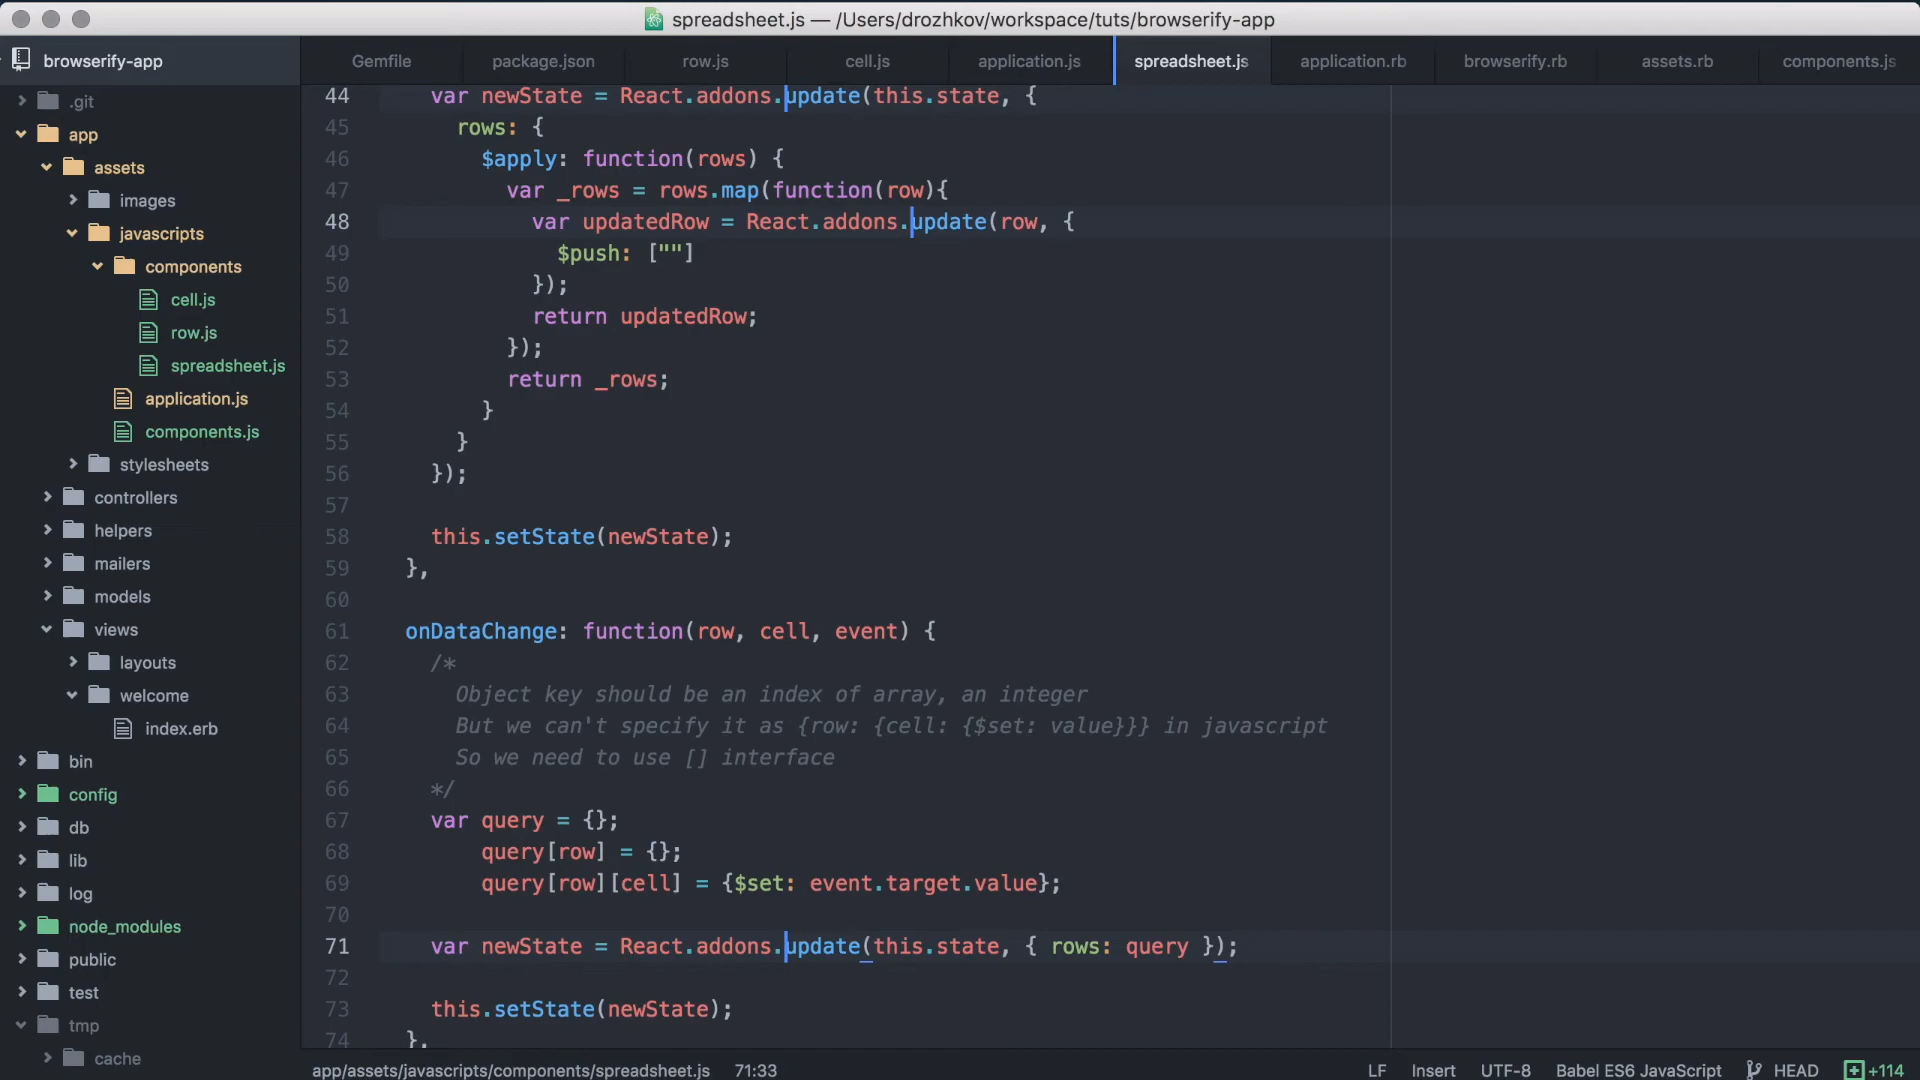 spreadsheet.js — /Users/drozhkov/workspace/tuts/browserify-app
browserify-app
Gemfile
package.json
row.js
cell.js
application.js
spreadsheet.js
application.rb
browserify.rb
assets.rb
components.js
.git
app
assets
images
javascripts
components
cell.js
row.js
spreadsheet.js
application.js
components.js
stylesheets
controllers
helpers
mailers
models
views
layouts
welcome
index.erb
bin
config
db
lib
log
node_modules
public
test
tmp
cache
44 var newState = React.addons.update(this.state, {
45 rows: {
46 $apply: function(rows) {
47 var _rows = rows.map(function(row){
48 var updatedRow = React.addons.update(row, {
49 $push: [""]
50 });
51 return updatedRow;
52 });
53 return _rows;
54 }
55 }
56 });
57
58 this.setState(newState);
59 },
60
61 onDataChange: function(row, cell, event) {
62 /*
63 Object key should be an index of array, an integer
64 But we can't specify it as {row: {cell: {$set: value}}} in javascript
65 So we need to use [] interface
66 */
67 var query = {};
68 query[row] = {};
69 query[row][cell] = {$set: event.target.value};
70
71 var newState = React.addons.update(this.state, { rows: query });
72
73 this.setState(newState);
74 },
app/assets/javascripts/components/spreadsheet.js 71:33
LF Insert UTF-8 Babel ES6 JavaScript HEAD +114